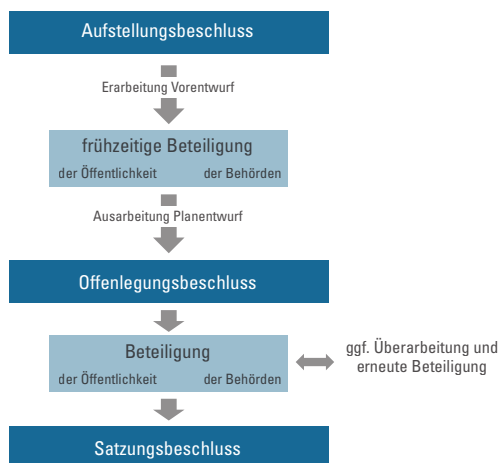 Aufstellungsbeschluss
Erarbeitung Vorentwurf
frühzeitige Beteiligung
der Öffentlichkeit der Behörden
Ausarbeitung Planentwurf
Offenlegungsbeschluss
Beteiligung
der Öffentlichkeit der Behörden
ggf. Überarbeitung und
erneute Beteiligung
Satzungsbeschluss